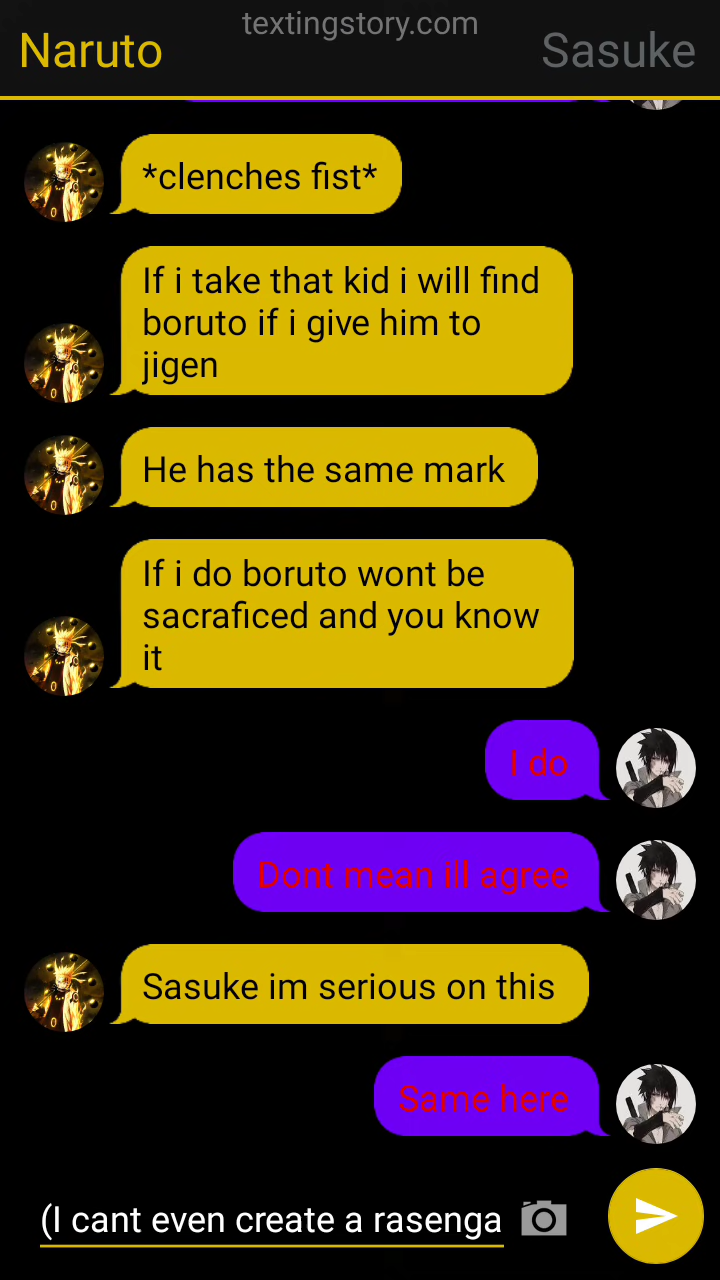 textingstory.com
Naruto
Sasuke
*clenches fist*
If i take that kid i will find
boruto if i give him to
jigen
He has the same mark
If i do boruto wont be
sacraficed and you know
it
I do
Dont mean ill agree
Sasuke im serious on this
Same here
(I cant even create a rasenga